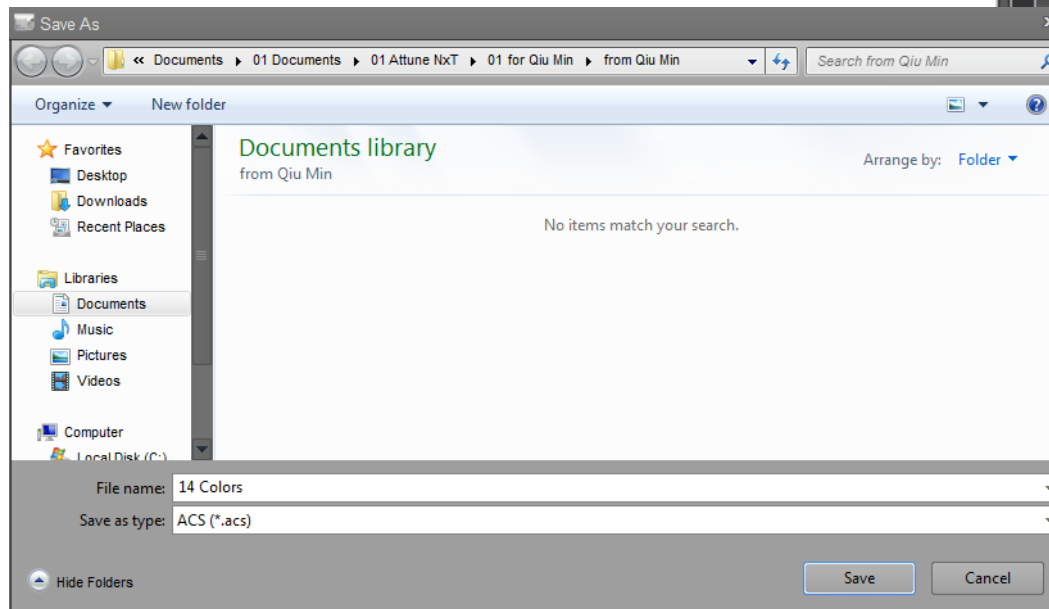 Save As
« Documents ▸ 01 Documents ▸ 01 Attune NxT ▸ 01 for Qiu Min ▸ from Qiu Min
Search from Qiu Min
Organize ▾ New folder
Favorites
Desktop
Downloads
Recent Places
Libraries
Documents
Music
Pictures
Videos
Computer
Local Disk (C:)
Documents library
from Qiu Min
Arrange by: Folder ▾
No items match your search.
File name: 14 Colors
Save as type: ACS (*.acs)
Hide Folders
Save
Cancel